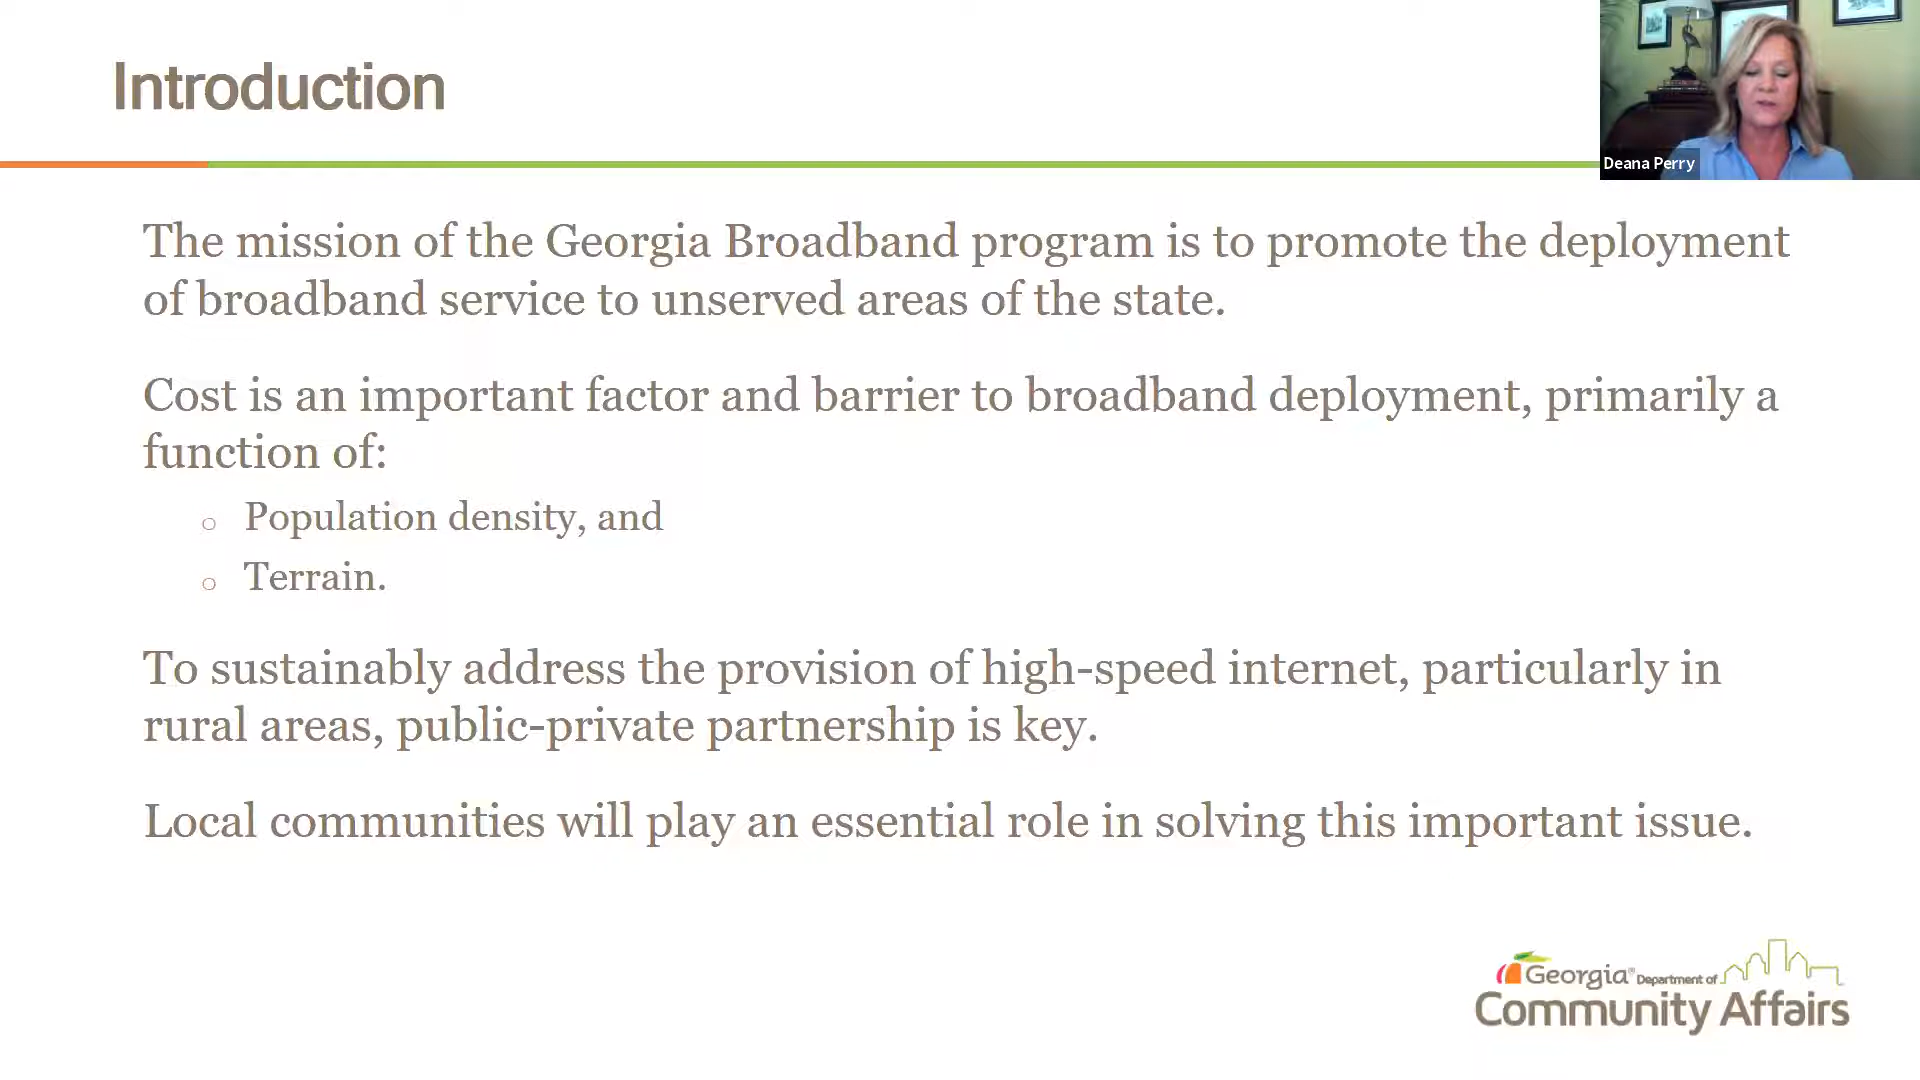 Introduction
Deana Perry
The mission of the Georgia Broadband program is to promote the deployment
of broadband service to unserved areas of the state.
Cost is an important factor and barrier to broadband deployment, primarily a
function of:
○ Population density, and
○ Terrain.
To sustainably address the provision of high-speed internet, particularly in
rural areas, public-private partnership is key.
Local communities will play an essential role in solving this important issue.
Georgia® Department of
Community Affairs